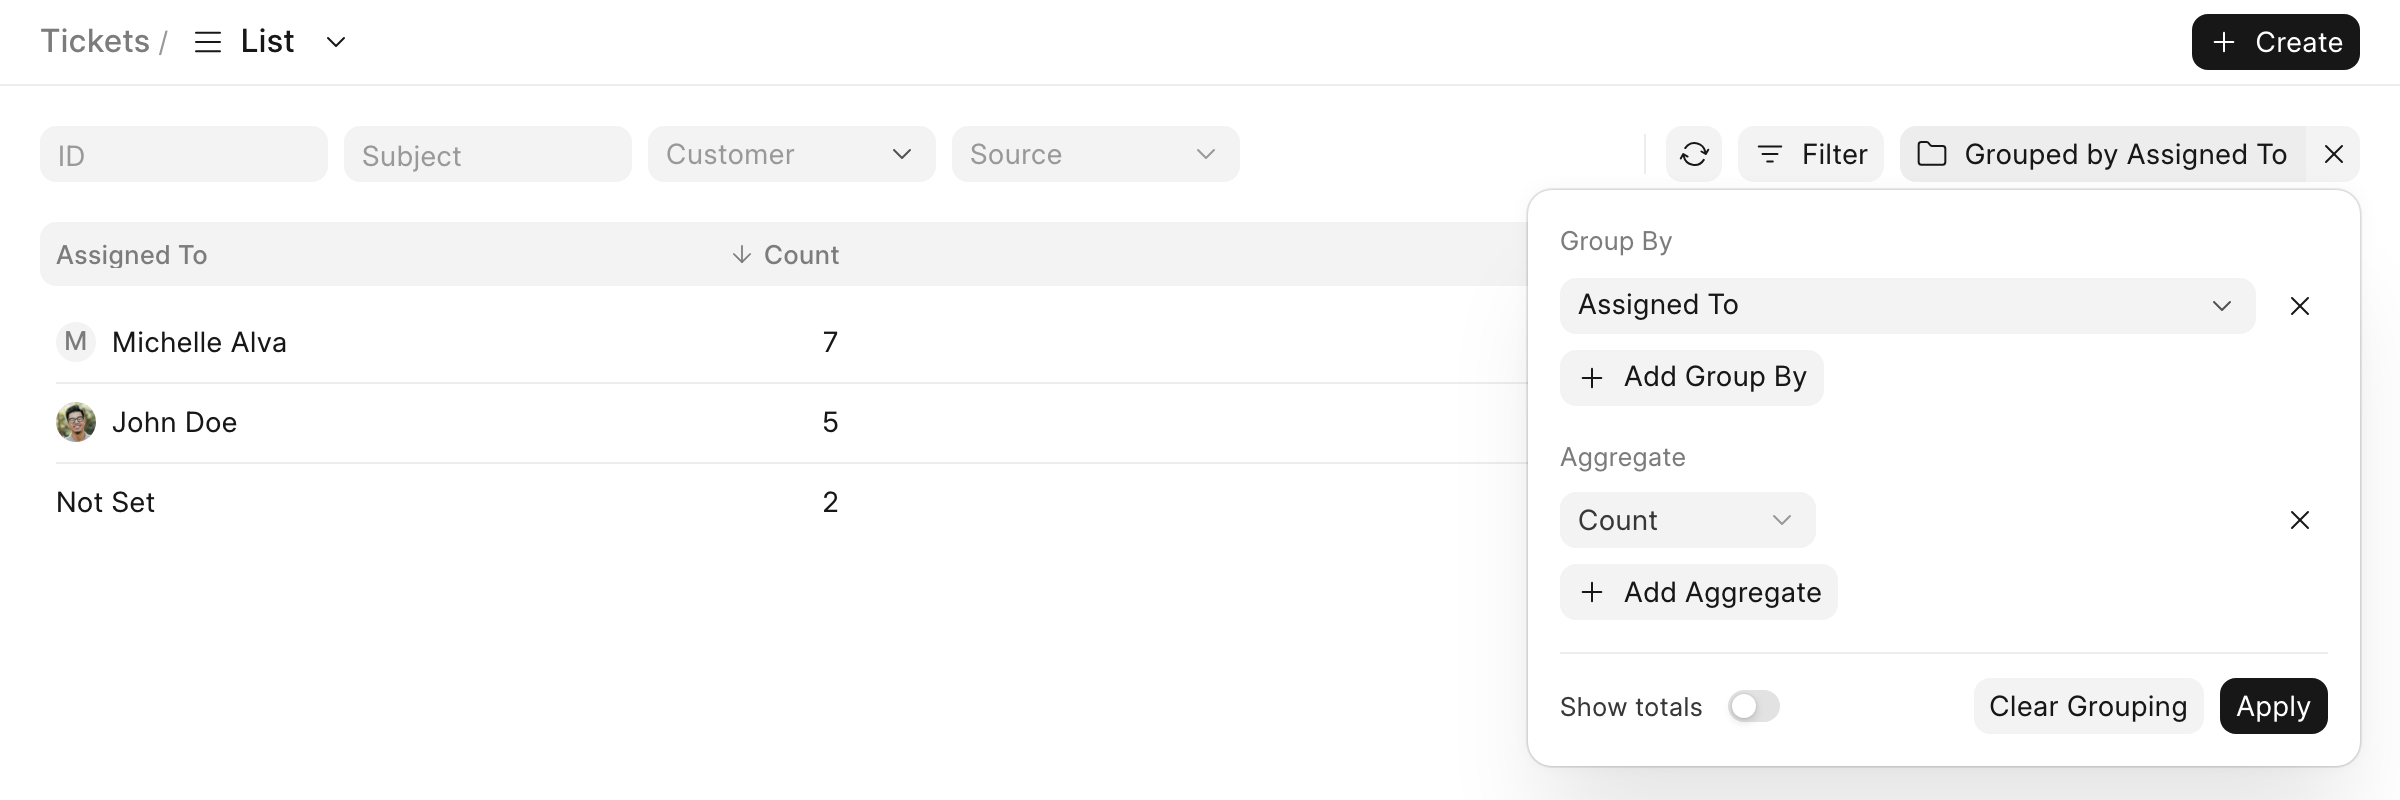 Tickets / List
Create
ID
Subject
Customer
Source
Filter
Grouped by Assigned To
Assigned To
Count
M Michelle Alva 7
John Doe 5
Not Set 2
Group By
Assigned To
Add Group By
Aggregate
Count
Add Aggregate
Show totals
Clear Grouping
Apply